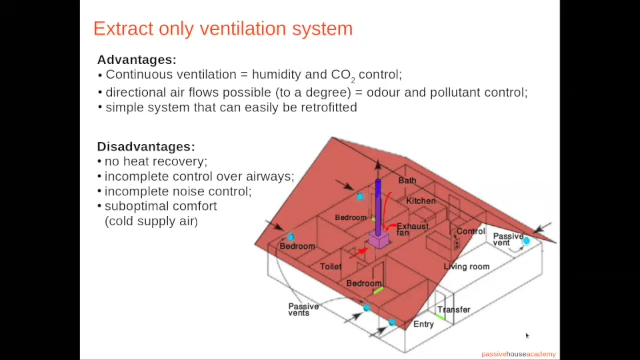 Extract only ventilation system
Advantages:
• Continuous ventilation = humidity and CO2 control;
• directional air flows possible (to a degree) = odour and pollutant control;
• simple system that can easily be retrofitted
Disadvantages:
• no heat recovery;
• incomplete control over airways;
• incomplete noise control;
• suboptimal comfort
(cold supply air)
Bath
Kitchen
Bedroom
Exhaust
fan
Control
Passive
vent
Bedroom
Toilet
Living room
Bedroom
Passive
vents
Transfer
Entry
passivehouseacademy